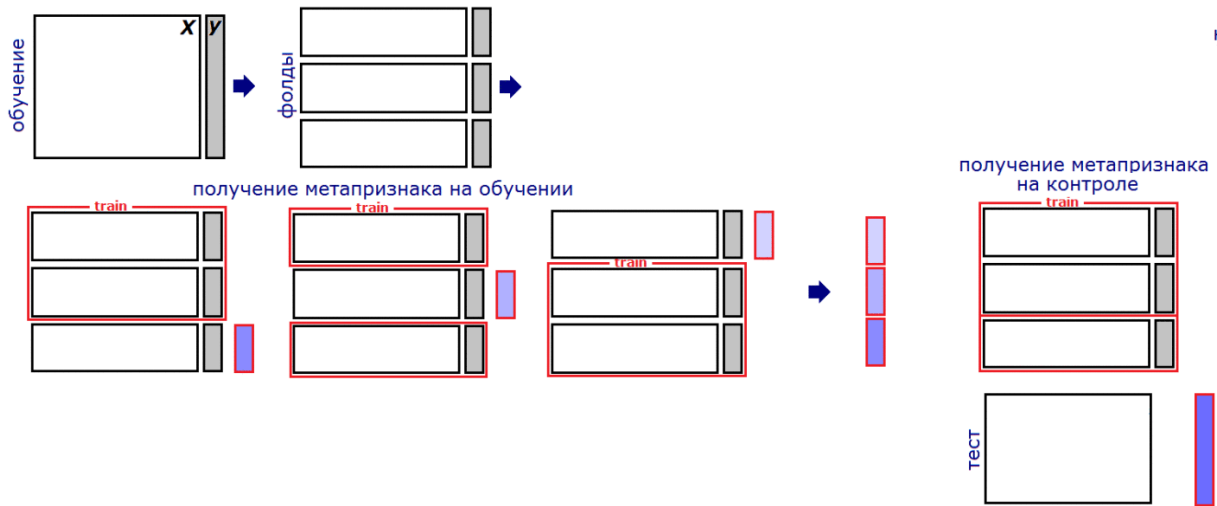 обучение
X y
фолды
получение метапризнака на обучении
train
train
train
получение метапризнака
на контроле
train
тест